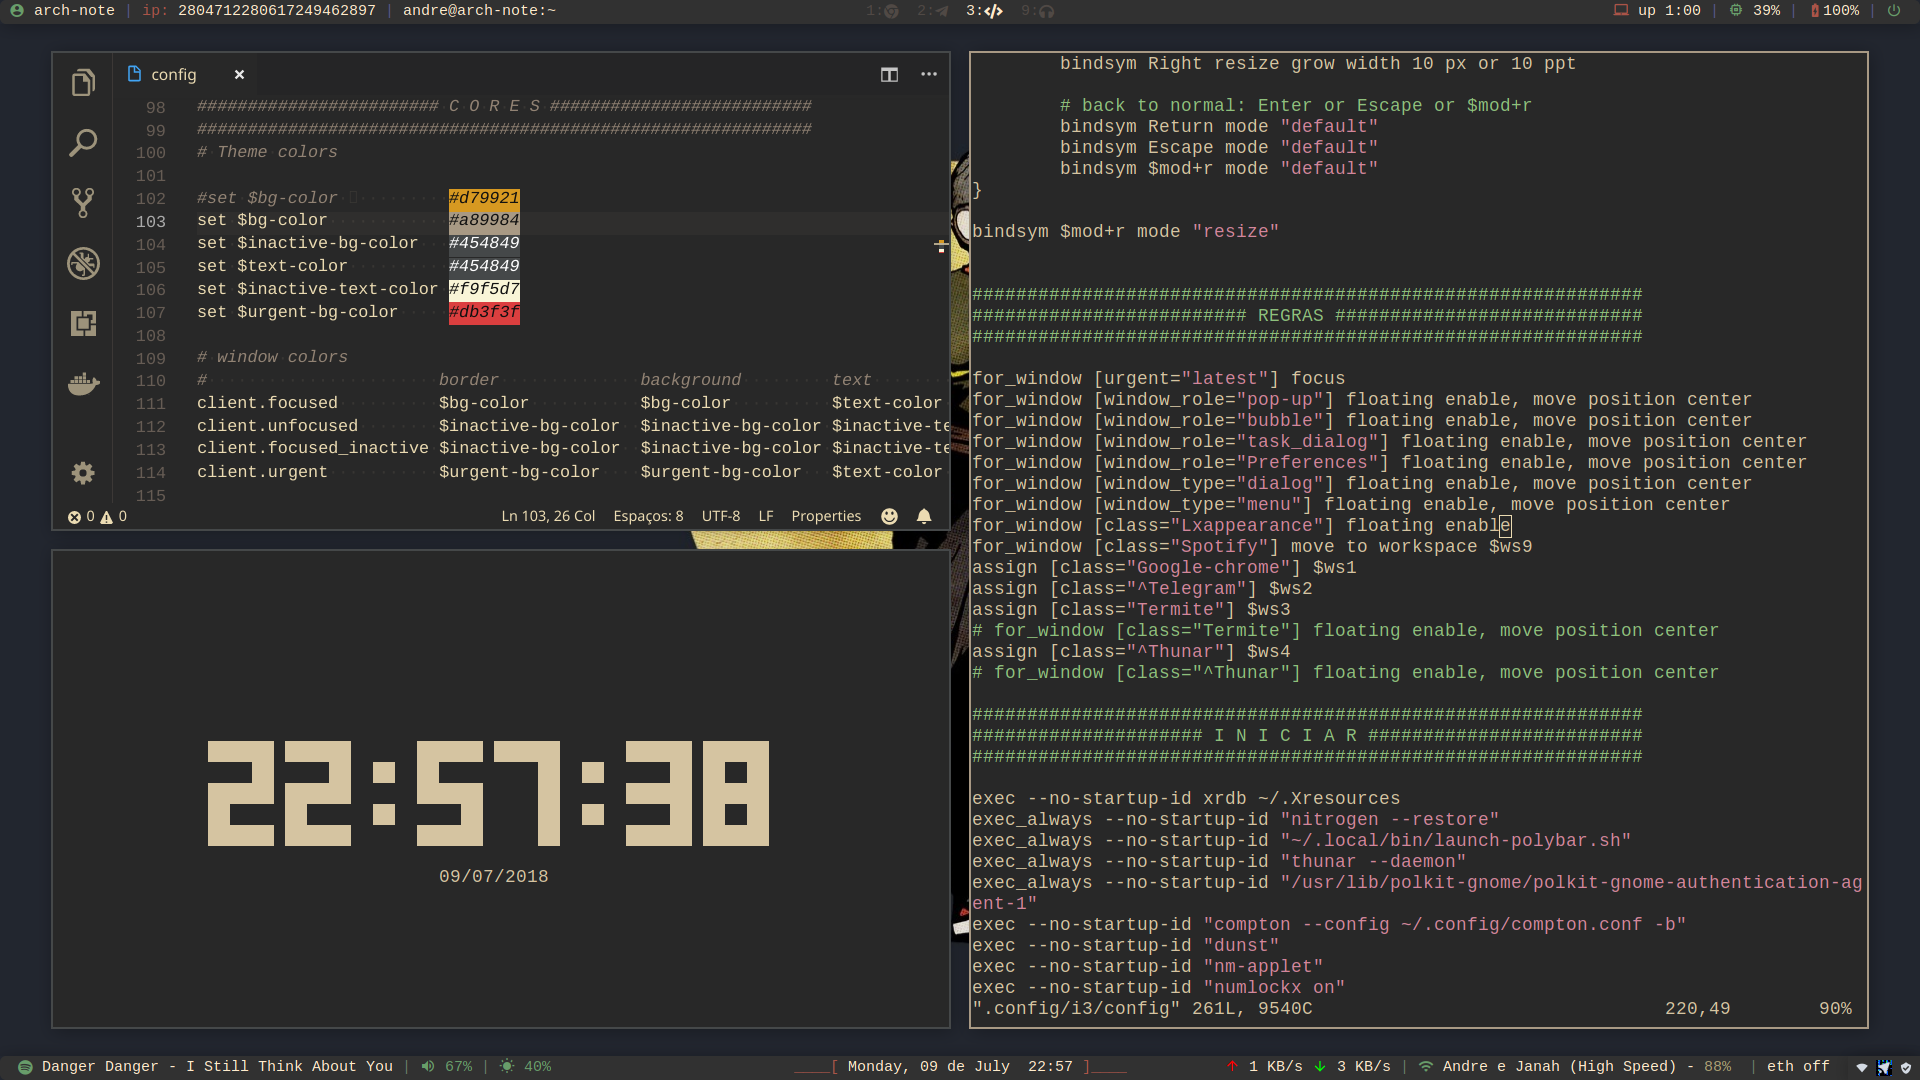 arch-note | ip: 2804712280617249462897 | andre@arch-note:~
1: 2: 3:</> 9:
up 1:00 | 39% | 100% |
config
98 ######################## C O R E S ##########################
99 #############################################################
100 # Theme colors
101
102 #set $bg-color #d79921
103 set $bg-color #a89984
104 set $inactive-bg-color #454849
105 set $text-color #454849
106 set $inactive-text-color #f9f5d7
107 set $urgent-bg-color #db3f3f
108
109 # window colors
110 # border background text
111 client.focused $bg-color $bg-color $text-color
112 client.unfocused $inactive-bg-color $inactive-bg-color $inactive-te
113 client.focused_inactive $inactive-bg-color $inactive-bg-color $inactive-te
114 client.urgent $urgent-bg-color $urgent-bg-color $text-color
115
0 0 Ln 103, 26 Col Espaços: 8 UTF-8 LF Properties
22:57:38
09/07/2018
bindsym Right resize grow width 10 px or 10 ppt
# back to normal: Enter or Escape or $mod+r
bindsym Return mode "default"
bindsym Escape mode "default"
bindsym $mod+r mode "default"
}
bindsym $mod+r mode "resize"
#############################################################
######################### REGRAS ############################
#############################################################
for_window [urgent="latest"] focus
for_window [window_role="pop-up"] floating enable, move position center
for_window [window_role="bubble"] floating enable, move position center
for_window [window_role="task_dialog"] floating enable, move position center
for_window [window_role="Preferences"] floating enable, move position center
for_window [window_type="dialog"] floating enable, move position center
for_window [window_type="menu"] floating enable, move position center
for_window [class="Lxappearance"] floating enable
for_window [class="Spotify"] move to workspace $ws9
assign [class="Google-chrome"] $ws1
assign [class="^Telegram"] $ws2
assign [class="Termite"] $ws3
# for_window [class="Termite"] floating enable, move position center
assign [class="^Thunar"] $ws4
# for_window [class="^Thunar"] floating enable, move position center
#############################################################
##################### I N I C I A R #########################
#############################################################
exec --no-startup-id xrdb ~/.Xresources
exec_always --no-startup-id "nitrogen --restore"
exec_always --no-startup-id "~/.local/bin/launch-polybar.sh"
exec_always --no-startup-id "thunar --daemon"
exec_always --no-startup-id "/usr/lib/polkit-gnome/polkit-gnome-authentication-ag
ent-1"
exec --no-startup-id "compton --config ~/.config/compton.conf -b"
exec --no-startup-id "dunst"
exec --no-startup-id "nm-applet"
exec --no-startup-id "numlockx on"
".config/i3/config" 261L, 9540C 220,49 90%
Danger Danger - I Still Think About You | 67% | 40%
____[ Monday, 09 de July 22:57 ]____
1 KB/s 3 KB/s | Andre e Janah (High Speed) - 88% | eth off